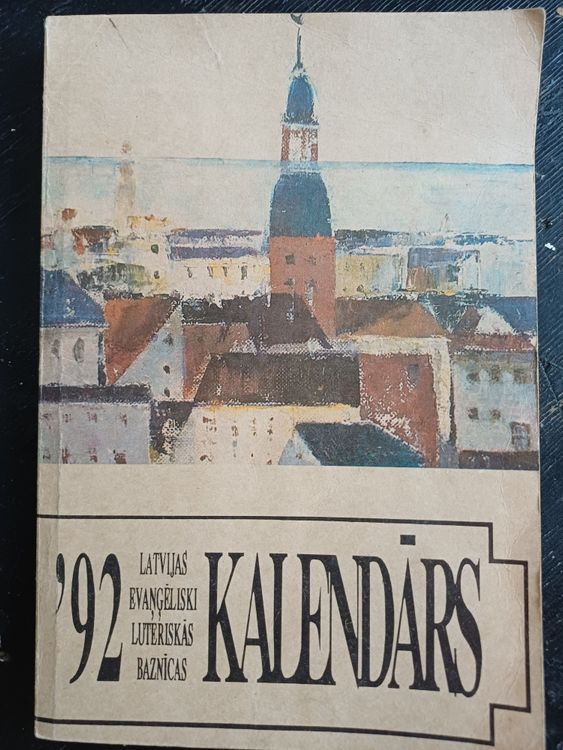 '92
LATVIJAS
EVAŅĢĒLISKI
LUTERISKĀS
BAZNĪCAS
KALENDĀRS